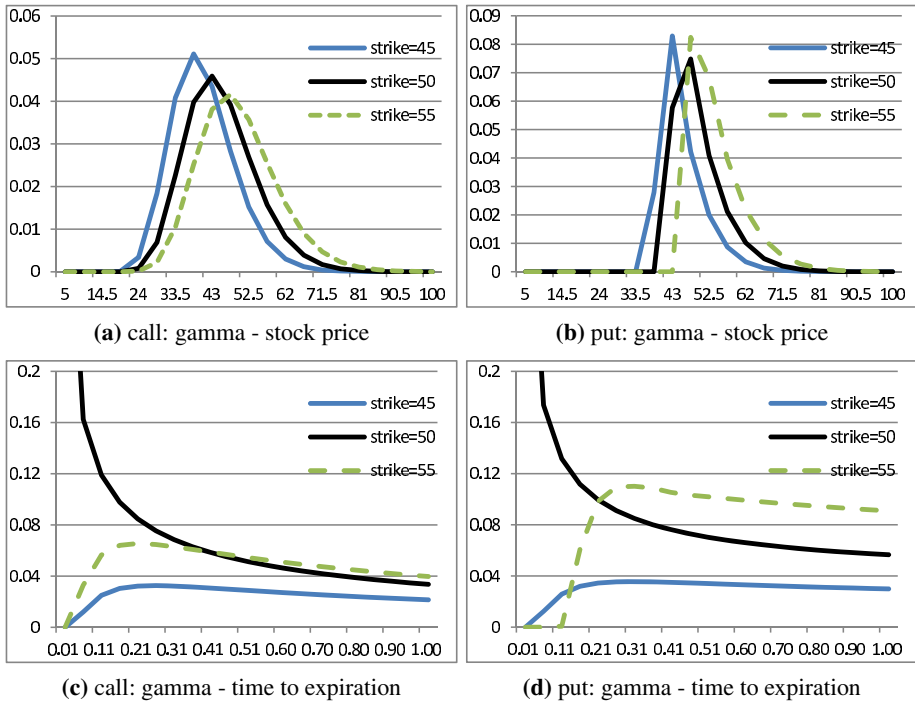 0.06
0.05
0.04
0.03
0.02
0.01
0
5 14.5 24 33.5 43 52.5 62 71.5 81 90.5 100
strike=45
strike=50
strike=55
(a) call: gamma - stock price
0.09
0.08
0.07
0.06
0.05
0.04
0.03
0.02
0.01
0
5 14.5 24 33.5 43 52.5 62 71.5 81 90.5 100
strike=45
strike=50
strike=55
(b) put: gamma - stock price
0.2
0.16
0.12
0.08
0.04
0
0.01 0.11 0.21 0.31 0.41 0.51 0.60 0.70 0.80 0.90 1.00
strike=45
strike=50
strike=55
(c) call: gamma - time to expiration
0.2
0.16
0.12
0.08
0.04
0
0.01 0.11 0.21 0.31 0.41 0.51 0.60 0.70 0.80 0.90 1.00
strike=45
strike=50
strike=55
(d) put: gamma - time to expiration